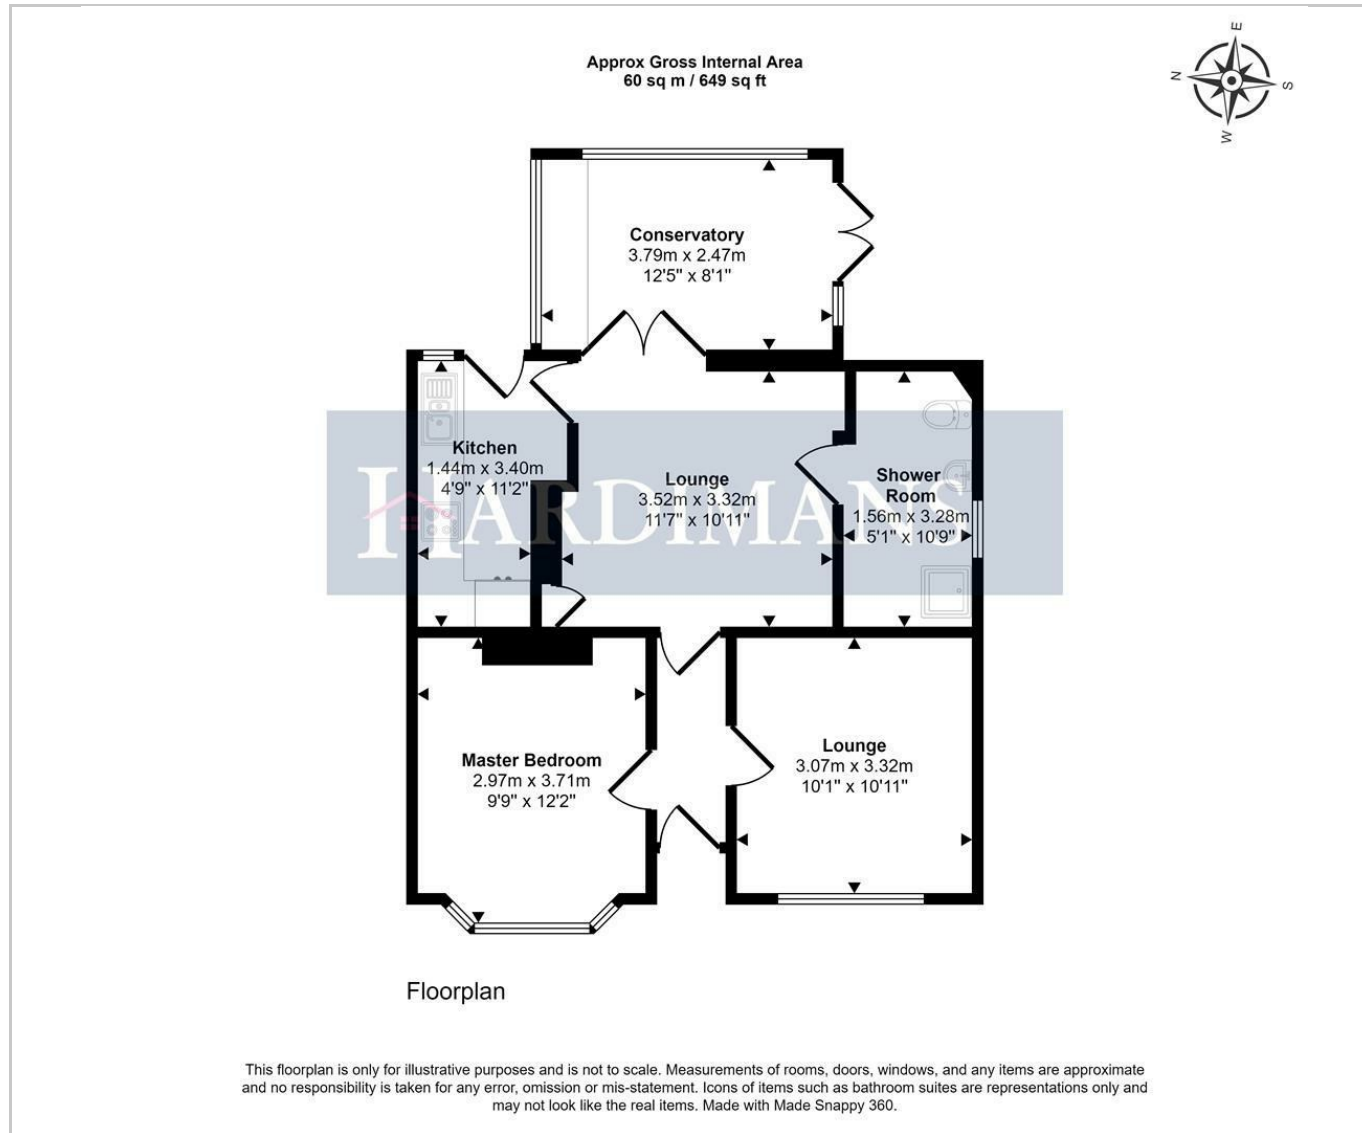 Approx Gross Internal Area
60 sq m / 649 sq ft
E
N
S
W
Conservatory
3.79m x 2.47m
12'5" x 8'1"
Kitchen
1.44m x 3.40m
4'9" x 11'2"
Lounge
3.52m x 3.32m
11'7" x 10'11"
Shower
Room
1.56m x 3.28m
5'1" x 10'9"
HARDIMANS
Master Bedroom
2.97m x 3.71m
9'9" x 12'2"
Lounge
3.07m x 3.32m
10'1" x 10'11"
Floorplan
This floorplan is only for illustrative purposes and is not to scale. Measurements of rooms, doors, windows, and any items are approximate
and no responsibility is taken for any error, omission or mis-statement. Icons of items such as bathroom suites are representations only and
may not look like the real items. Made with Made Snappy 360.